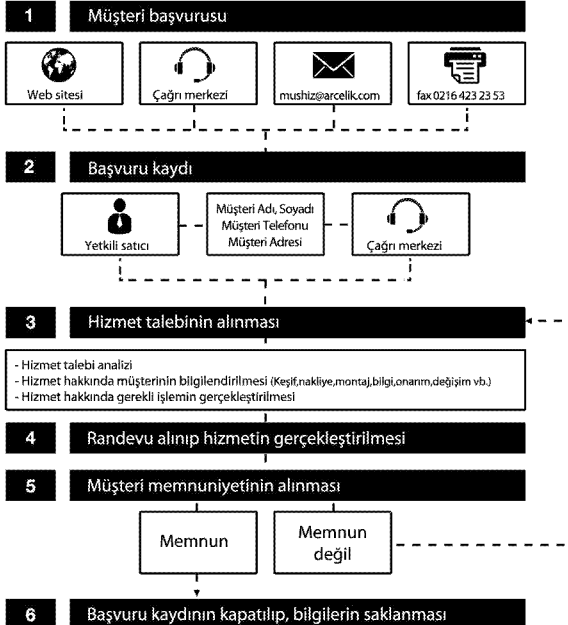 1 Müşteri başvurusu
Web sitesi
Çağrı merkezi
mushiz@arcelik.com
fax 0216 423 23 53
2 Başvuru kaydı
Yetkili satıcı
Müşteri Adı, Soyadı
Müşteri Telefonu
Müşteri Adresi
Çağrı merkezi
3 Hizmet talebinin alınması
- Hizmet talebi analizi
- Hizmet hakkında müşterinin bilgilendirilmesi (Keşif,nakliye,montaj,bilgi,onarım,değişim vb.)
- Hizmet hakkında gerekli işlemin gerçekleştirilmesi
4 Randevu alınıp hizmetin gerçekleştirilmesi
5 Müşteri memnuniyetinin alınması
Memnun
Memnun
değil
6 Başvuru kaydının kapatılıp, bilgilerin saklanması